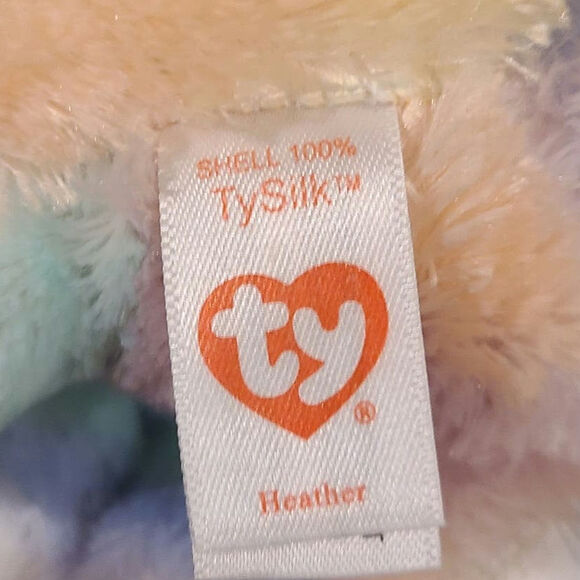 SHELL 100%
TySilk™
ty
®
Heather